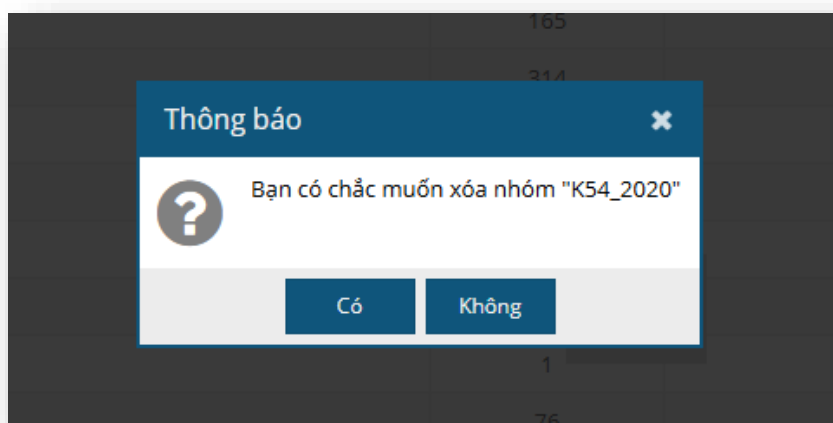 165
314
Thông báo
Bạn có chắc muốn xóa nhóm "K54_2020"
Có
Không
1
76